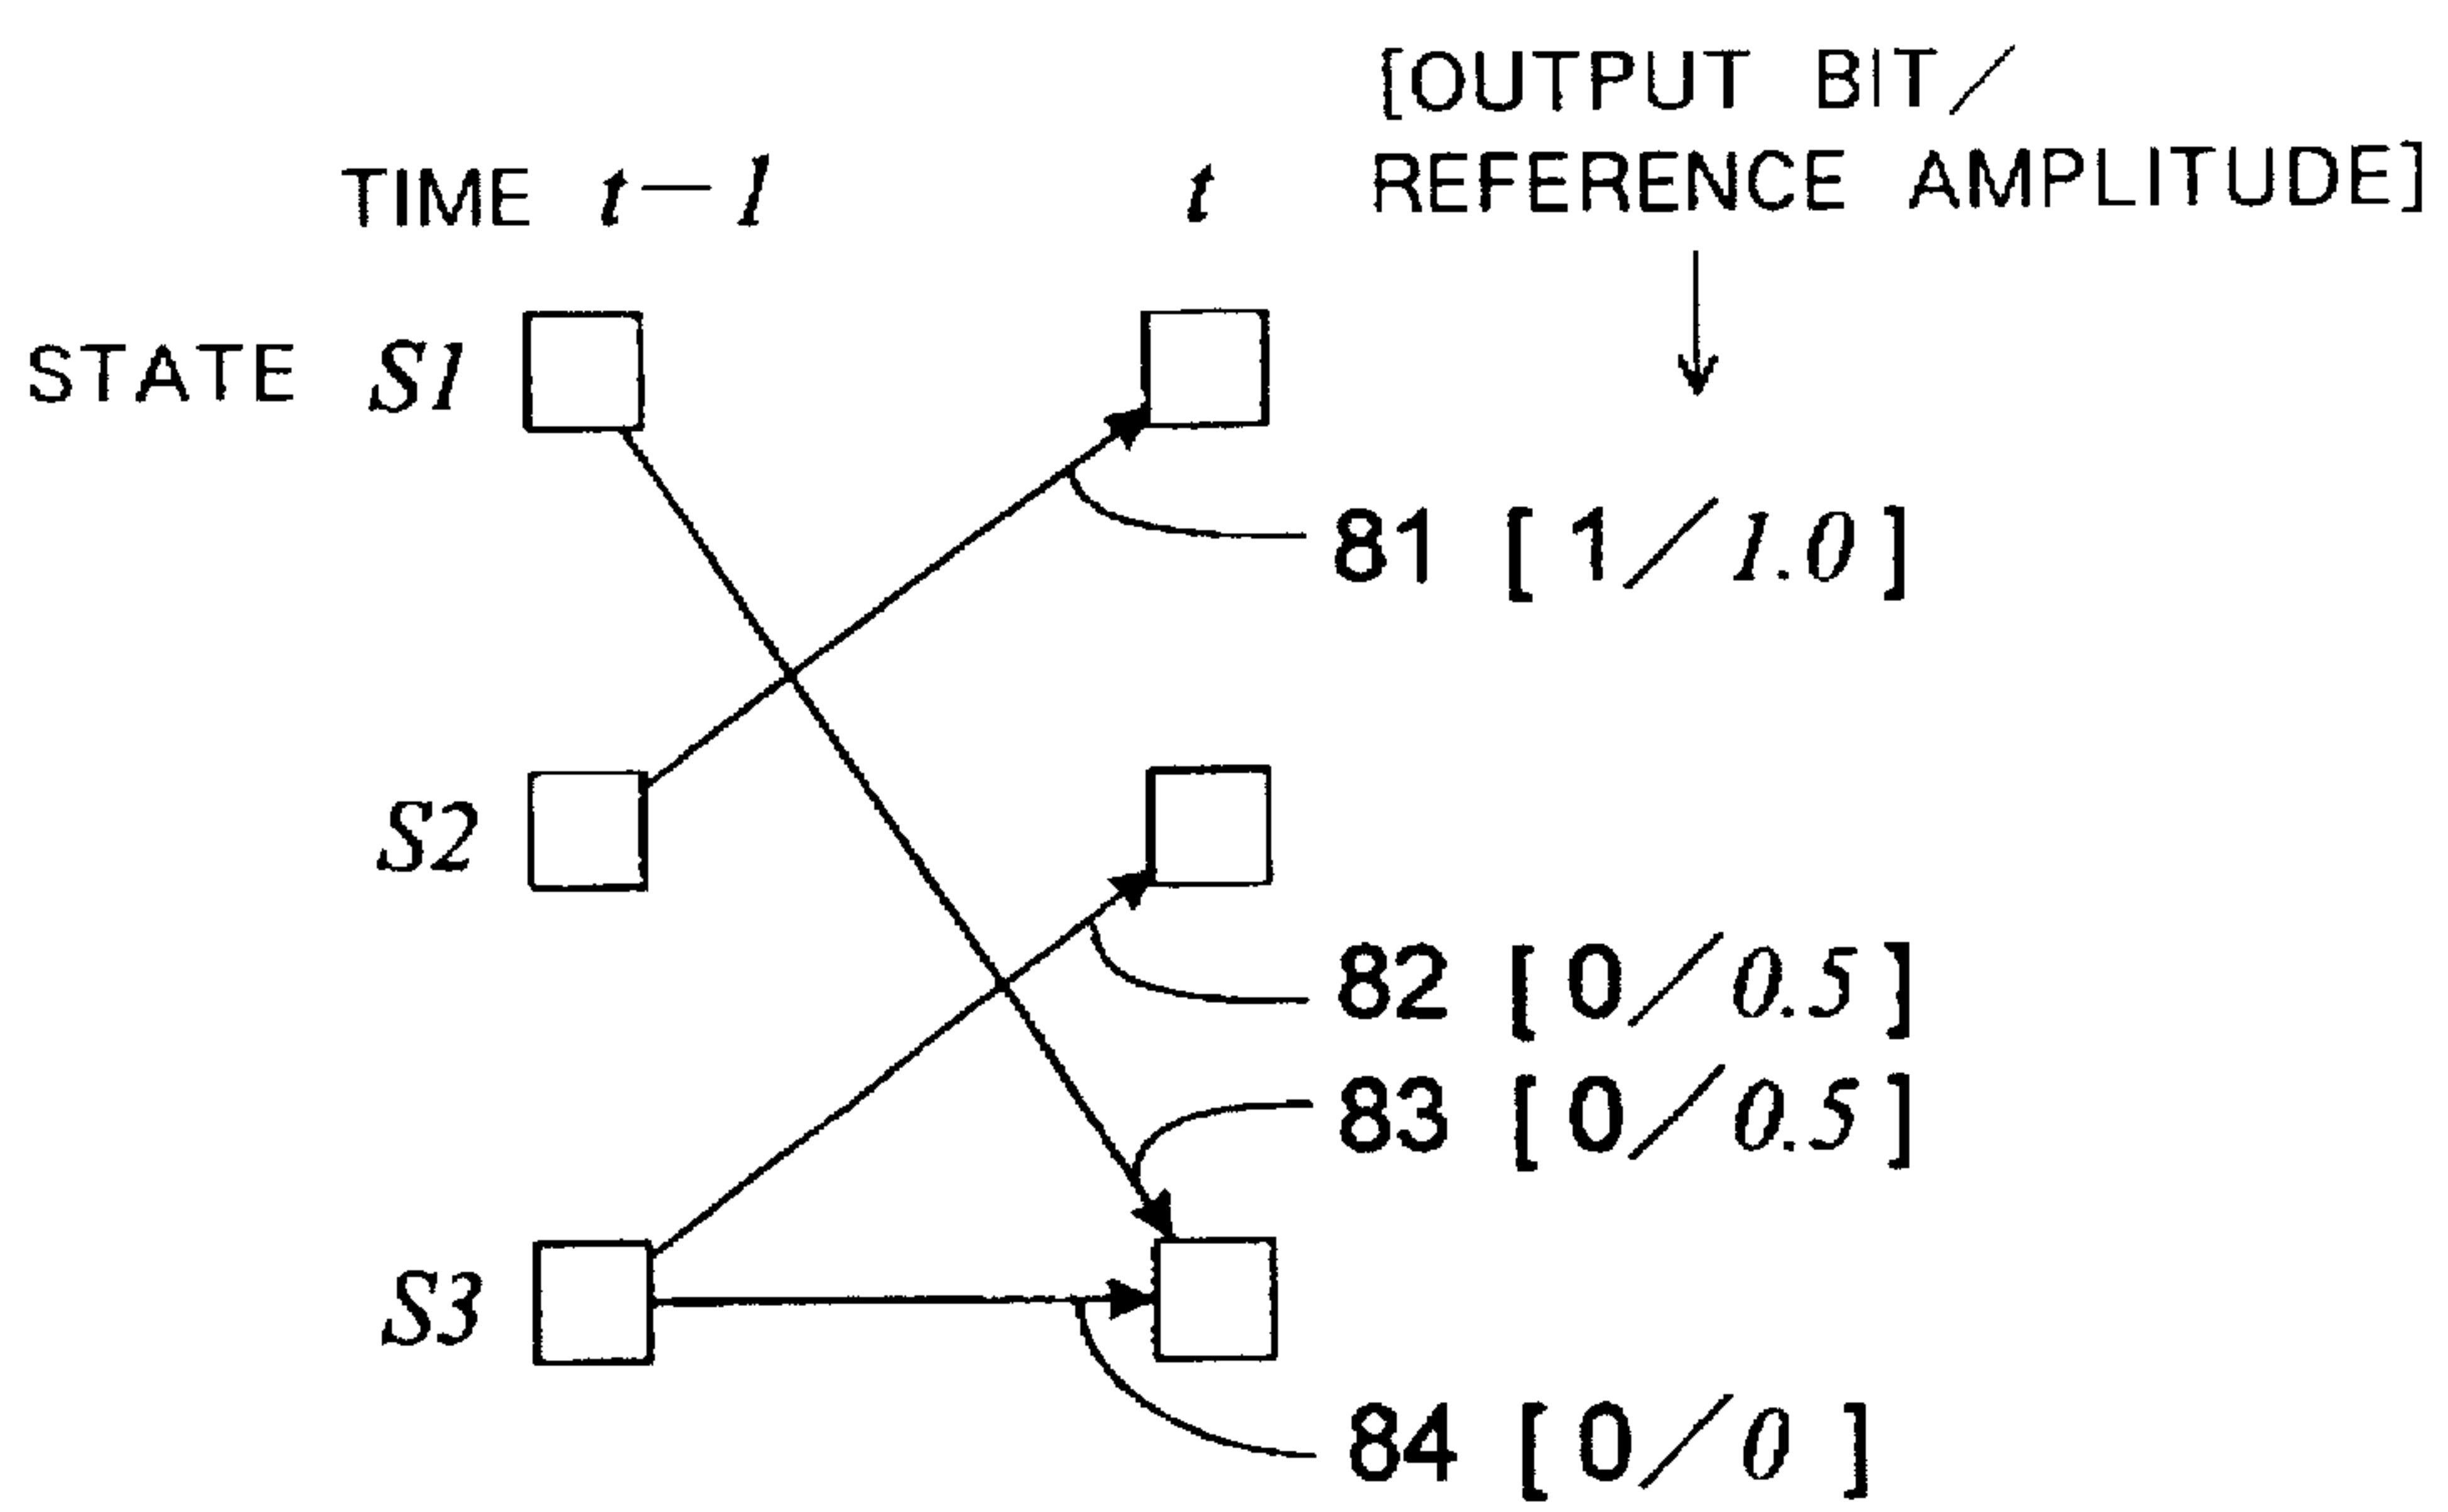 [OUTPUT BIT/
TIME t-1 t REFERENCE AMPLITUDE]
STATE S1
81 [1/1.0]
S2
82 [0/0.5]
83 [0/0.5]
S3
84 [0/0]